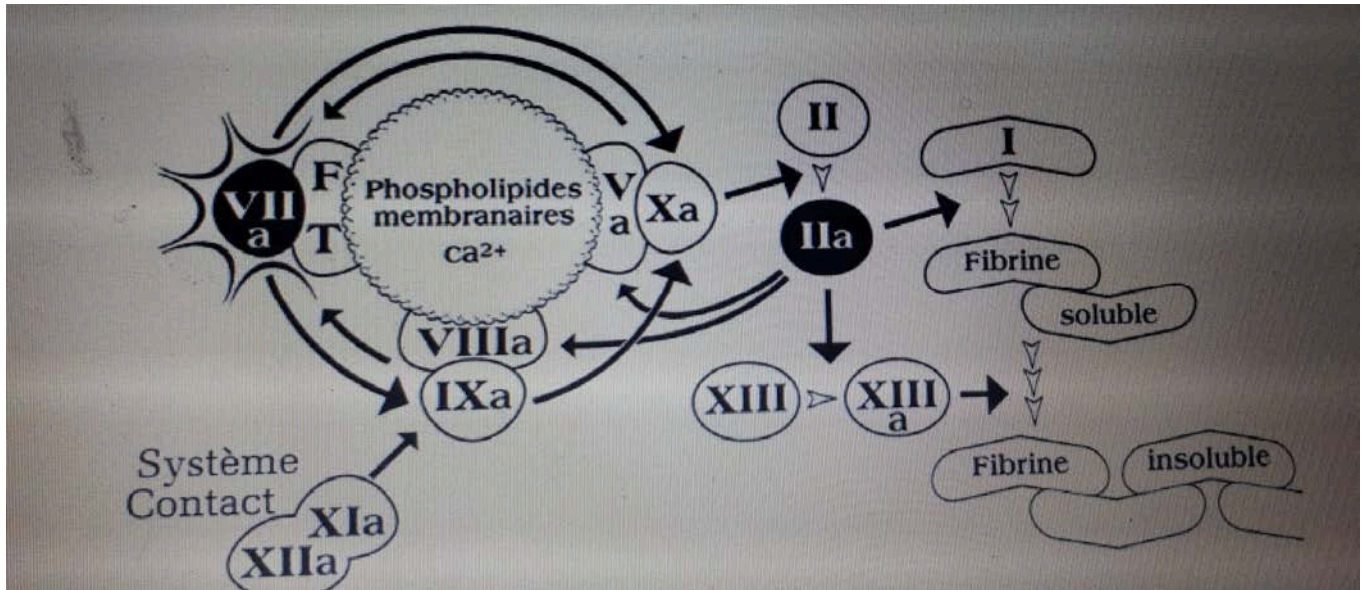 VII
a
F
T
Phospholipides
membranaires
ca2+
V
a
Xa
VIIIa
IXa
Système
Contact
XIa
XIIa
II
IIa
I
Fibrine
soluble
XIII
XIII
a
Fibrine
insoluble